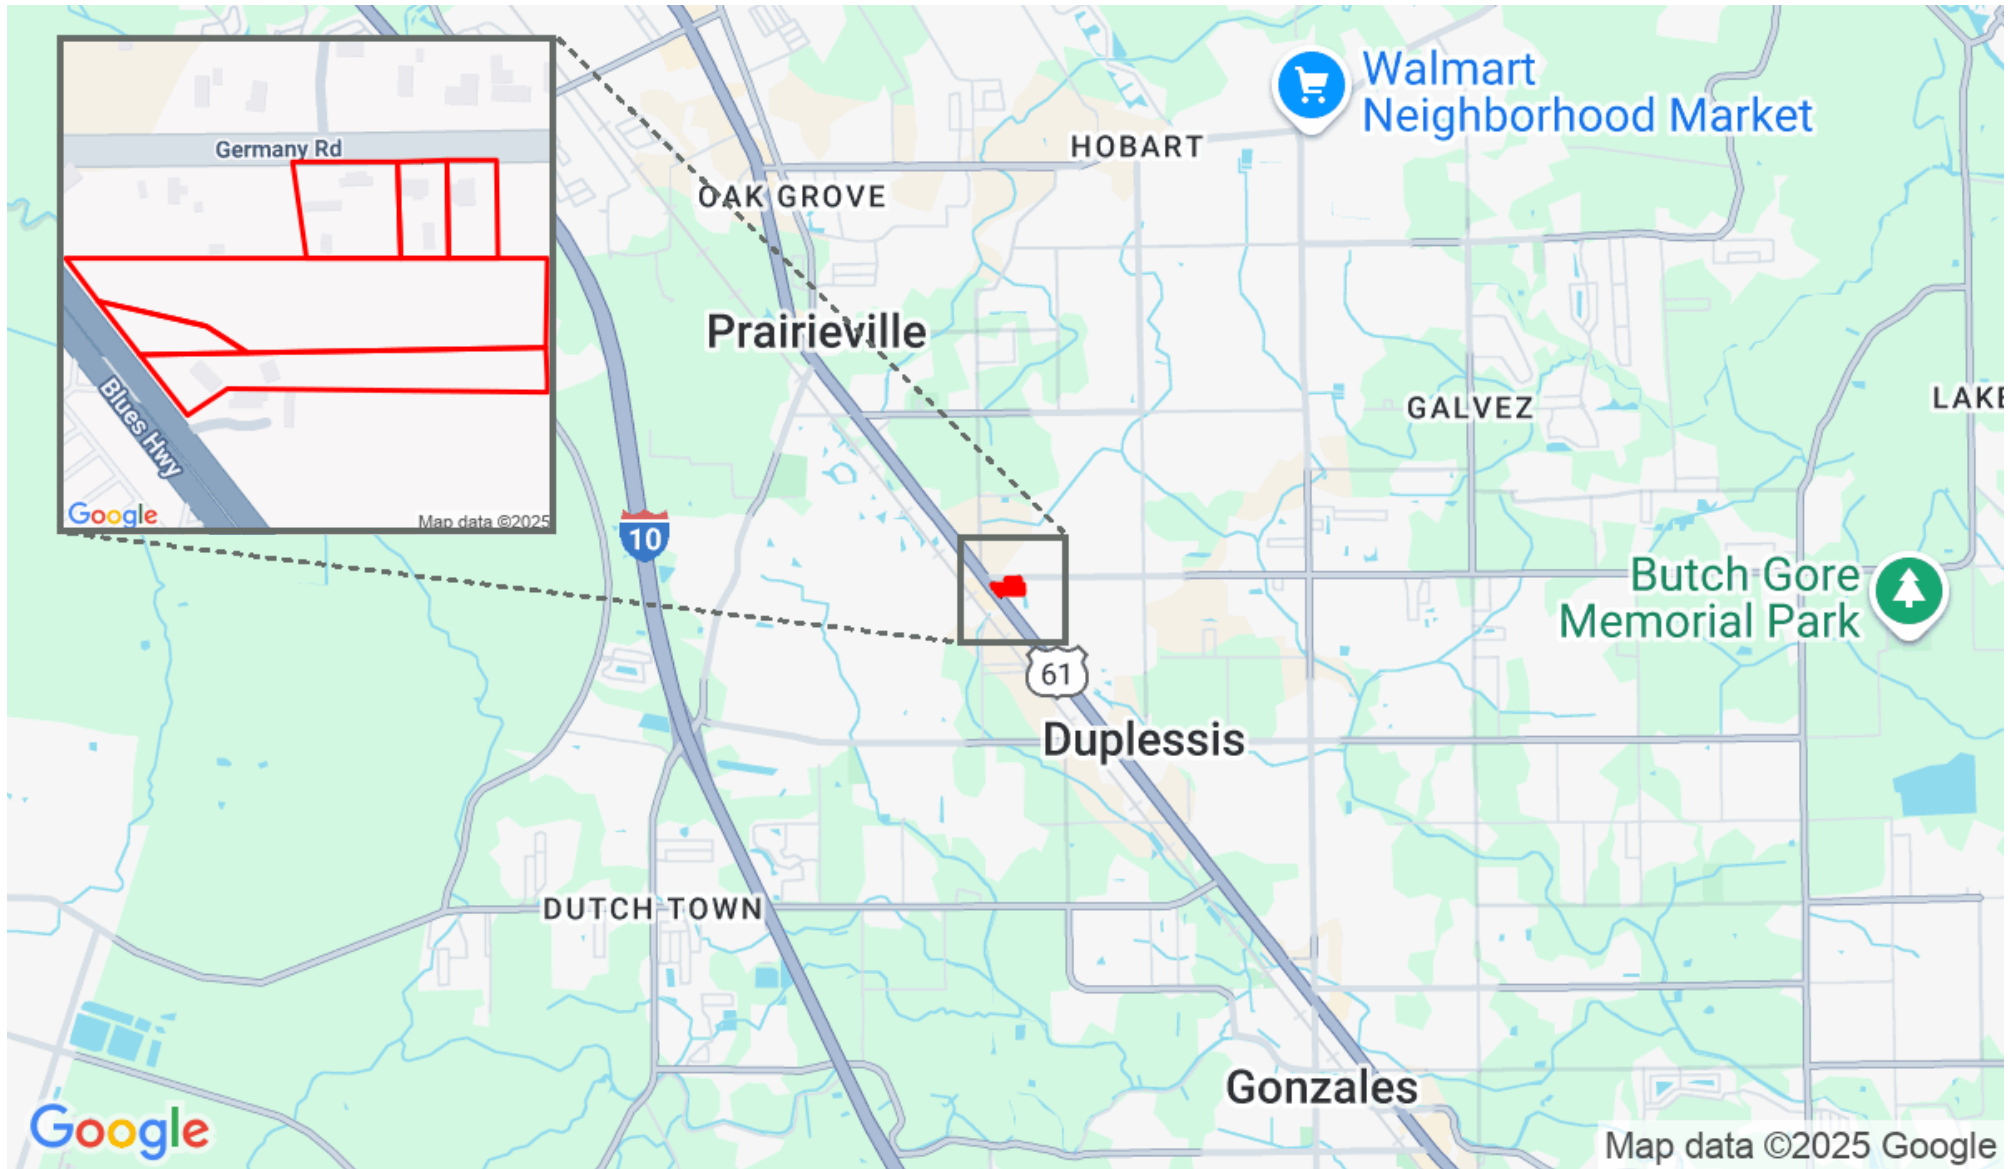 Germany Rd
Blues Hwy
Google
Map data ©2025
Walmart
Neighborhood Market
HOBART
OAK GROVE
Prairieville
GALVEZ
LAKE
10
Butch Gore
Memorial Park
61
Duplessis
DUTCH TOWN
Gonzales
Google
Map data ©2025 Google